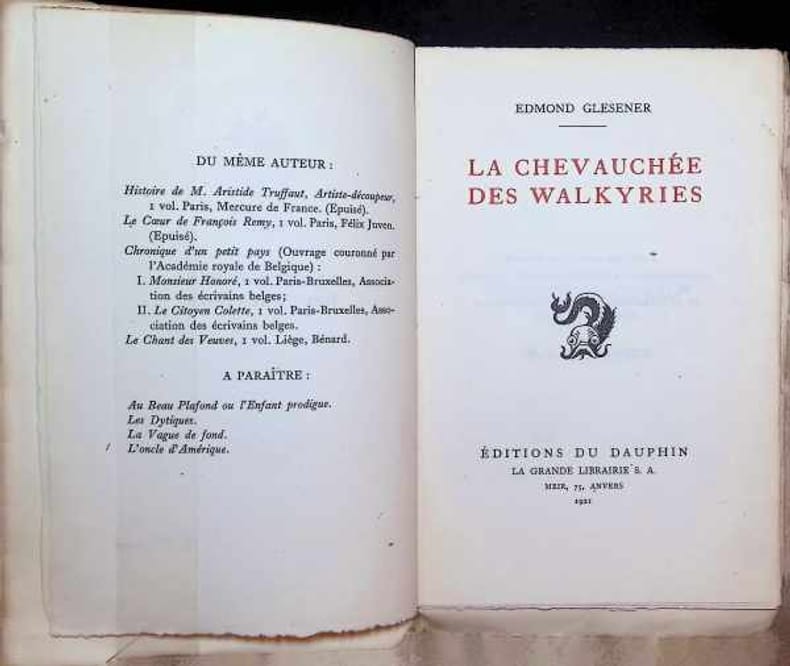 DU MÊME AUTEUR :
Histoire de M. Aristide Truffaut, Artiste-découpeur,
1 vol. Paris, Mercure de France. (Epuisé).
Le Cœur de François Remy, 1 vol. Paris, Félix Juven.
(Epuisé).
Chronique d'un petit pays (Ouvrage couronné par
l'Académie royale de Belgique) :
I. Monsieur Honoré, 1 vol. Paris-Bruxelles, Associa-
tion des écrivains belges;
II. Le Citoyen Colette, 1 vol. Paris-Bruxelles, Asso-
ciation des écrivains belges.
Le Chant des Veuves, 1 vol. Liège, Bénard.
A PARAÎTRE :
Au Beau Plafond ou l'Enfant prodigue.
Les Dytiques.
La Vague de fond.
L'oncle d'Amérique.
EDMOND GLESENER
LA CHEVAUCHÉE
DES WALKYRIES
ÉDITIONS DU DAUPHIN
LA GRANDE LIBRAIRIE S. A.
MEIR, 75, ANVERS
1921